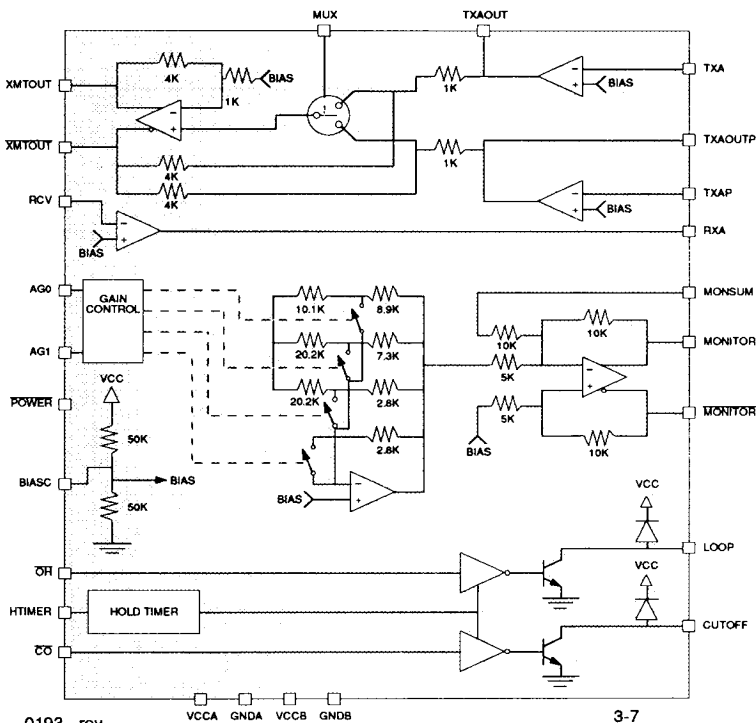 MUX TXAOUT
XMTOUT 4K 1K BIAS 1K BIAS TXA
XMTOUT 4K 4K 1K TXAOUTP
BIAS TXAP
RCV BIAS RXA
AG0 GAIN CONTROL 10.1K 8.9K MONSUM
10K 10K MONITOR
AG1 20.2K 7.3K 5K
VCC
POWER 20.2K 2.8K 5K MONITOR
50K 2.8K BIAS 10K
BIASC BIAS
50K BIAS VCC
LOOP
OH VCC
HTIMER HOLD TIMER CUTOFF
CO
VCCA GNDA VCCB GNDB
0193 rev. 3-7